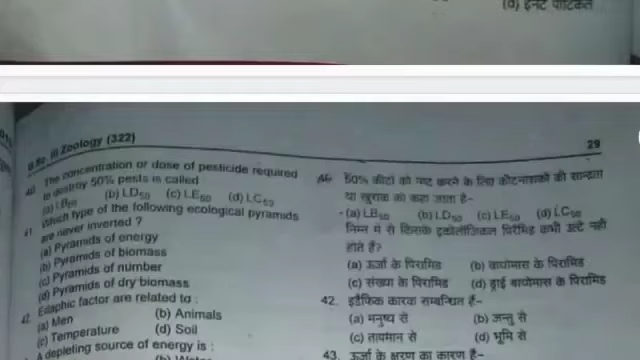 (d) इनर्ट पार्टिकल
B.Sc. II Zoology (322)
29
40. The concentration or dose of pesticide required
to destroy 50% pests is called
(a) LB50 (b) LD50 (c) LE50 (d) LC50
41. Which type of the following ecological pyramids
are never inverted ?
(a) Pyramids of energy
(b) Pyramids of biomass
(c) Pyramids of number
(d) Pyramids of dry biomass
42. Edaphic factor are related to :
(a) Men (b) Animals
(c) Temperature (d) Soil
A depleting source of energy is :
50% कीटों को नष्ट करने के लिए कीटनाशकों की सान्द्रता
या खुराक को कहा जाता है-
(a) LB50 (b) LD50 (c) LE50 (d) LC50
निम्न में से किसके इकोलॉजिकल पिरैमिड कभी उल्टे नहीं
होते हैं?
(a) ऊर्जा के पिरामिड (b) बायोमास के पिरामिड
(c) संख्या के पिरामिड (d) ड्राई बायोमास के पिरामिड
42. इडैफिक कारक सम्बन्धित हैं-
(a) मनुष्य से (b) जन्तु से
(c) तापमान से (d) भूमि से
43. ऊर्जा के क्षरण का कारण है-